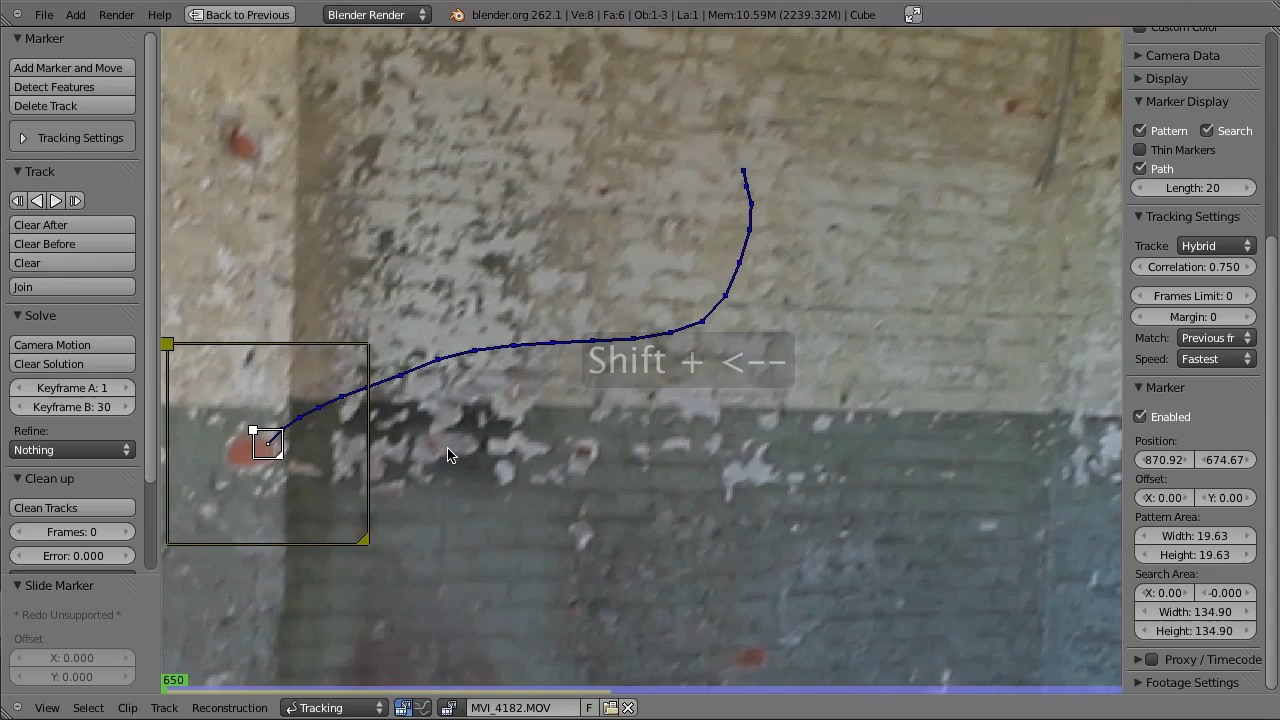 File Add Render Help Back to Previous Blender Render blender.org 262.1 | Ve:8 | Fa:6 | Ob:1-3 | La:1 | Mem:10.59M (2239.32M) | Cube
Marker
Add Marker and Move
Detect Features
Delete Track
Tracking Settings
Track
Clear After
Clear Before
Clear
Join
Solve
Camera Motion
Clear Solution
Keyframe A: 1
Keyframe B: 30
Refine:
Nothing
Clean up
Clean Tracks
Frames: 0
Error: 0.000
Slide Marker
* Redo Unsupported *
Offset
X: 0.000
Y: 0.000
Shift + <--
650
Custom Color
Camera Data
Display
Marker Display
Pattern Search
Thin Markers
Path
Length: 20
Tracking Settings
Tracke Hybrid
Correlation: 0.750
Frames Limit: 0
Margin: 0
Match: Previous fr
Speed: Fastest
Marker
Enabled
Position:
870.92 674.67
Offset:
X: 0.00 Y: 0.00
Pattern Area:
Width: 19.63
Height: 19.63
Search Area:
X: 0.00 -0.000
Width: 134.90
Height: 134.90
Proxy / Timecode
Footage Settings
View Select Clip Track Reconstruction Tracking MVI_4182.MOV F